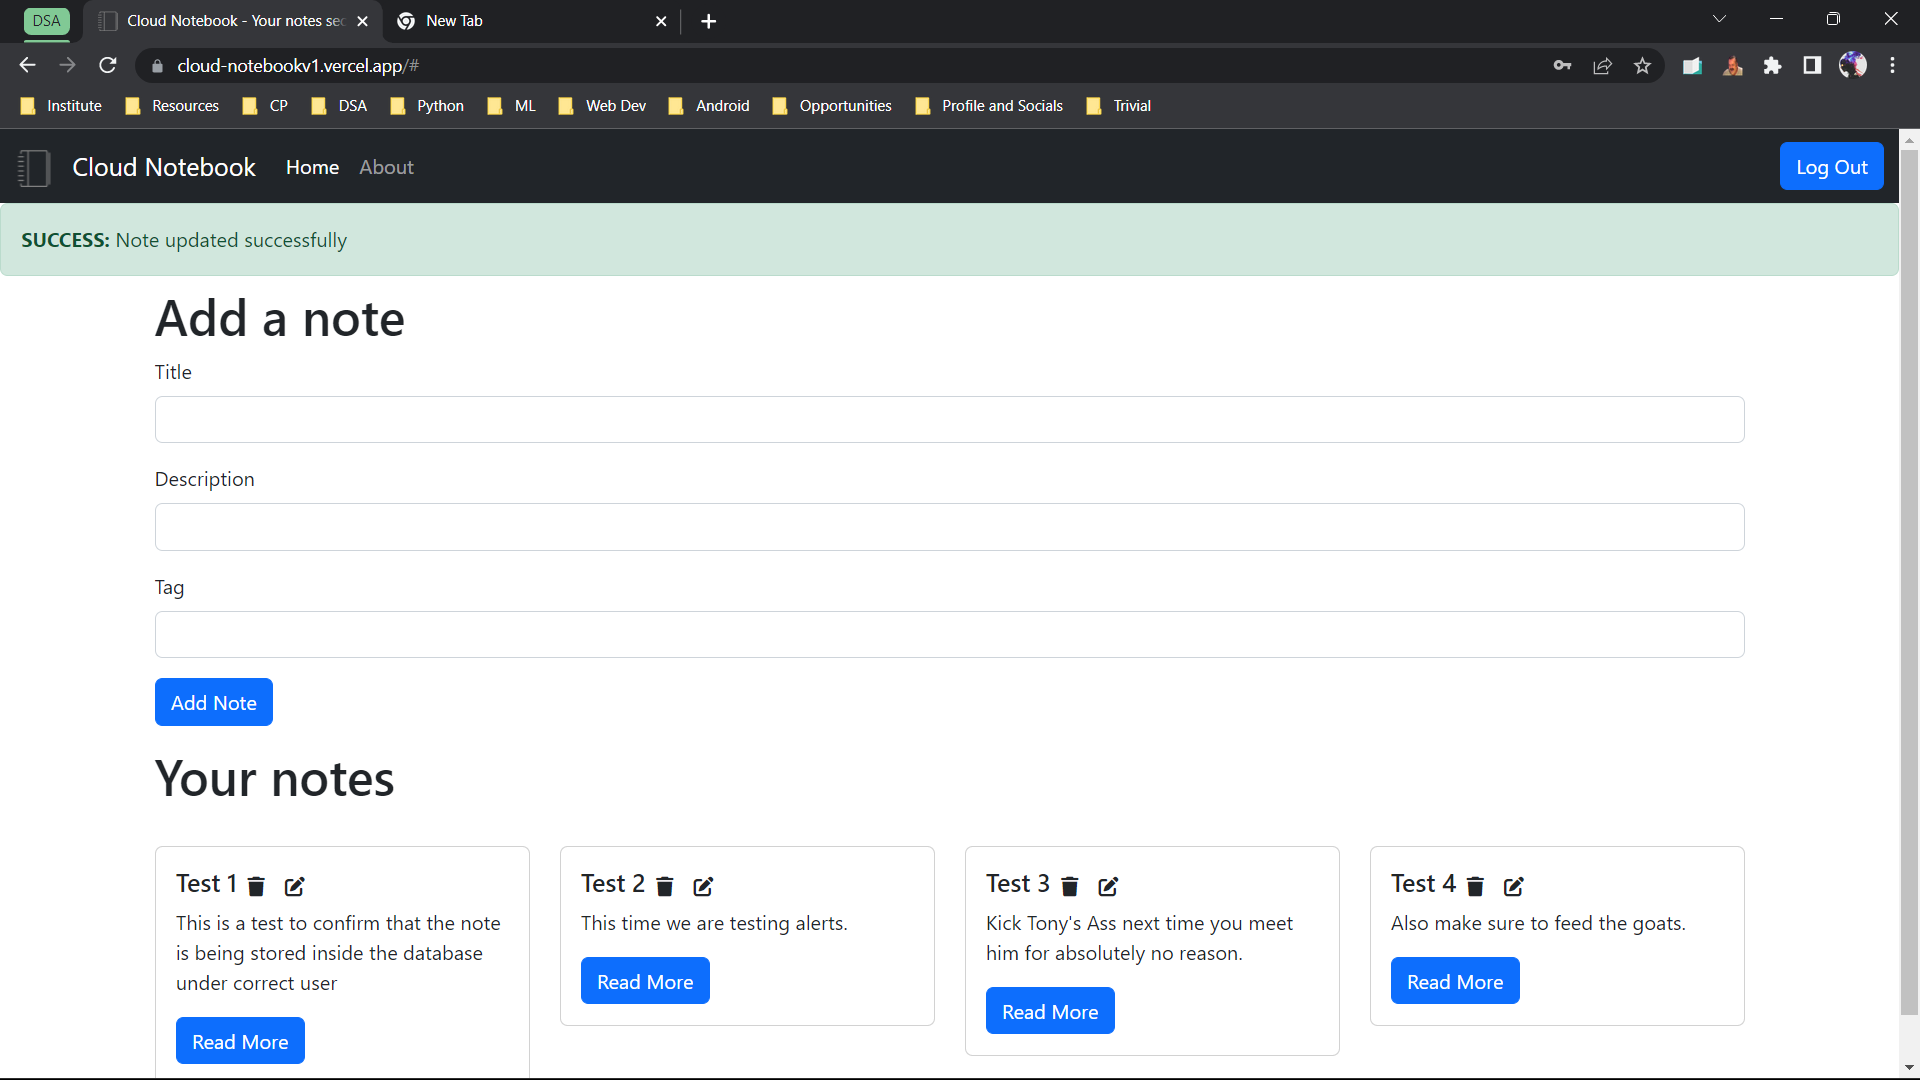 DSA
Cloud Notebook - Your notes sec
New Tab
cloud-notebookv1.vercel.app/#
Institute
Resources
CP
DSA
Python
ML
Web Dev
Android
Opportunities
Profile and Socials
Trivial
Cloud Notebook
Home
About
Log Out
SUCCESS: Note updated successfully
Add a note
Title
Description
Tag
Add Note
Your notes
Test 1
This is a test to confirm that the note
is being stored inside the database
under correct user
Read More
Test 2
This time we are testing alerts.
Read More
Test 3
Kick Tony's Ass next time you meet
him for absolutely no reason.
Read More
Test 4
Also make sure to feed the goats.
Read More